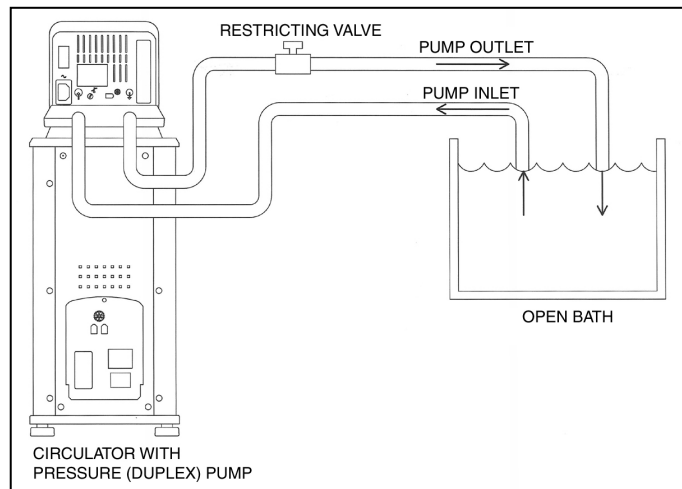 RESTRICTING VALVE
PUMP OUTLET
PUMP INLET
OPEN BATH
CIRCULATOR WITH
PRESSURE (DUPLEX) PUMP